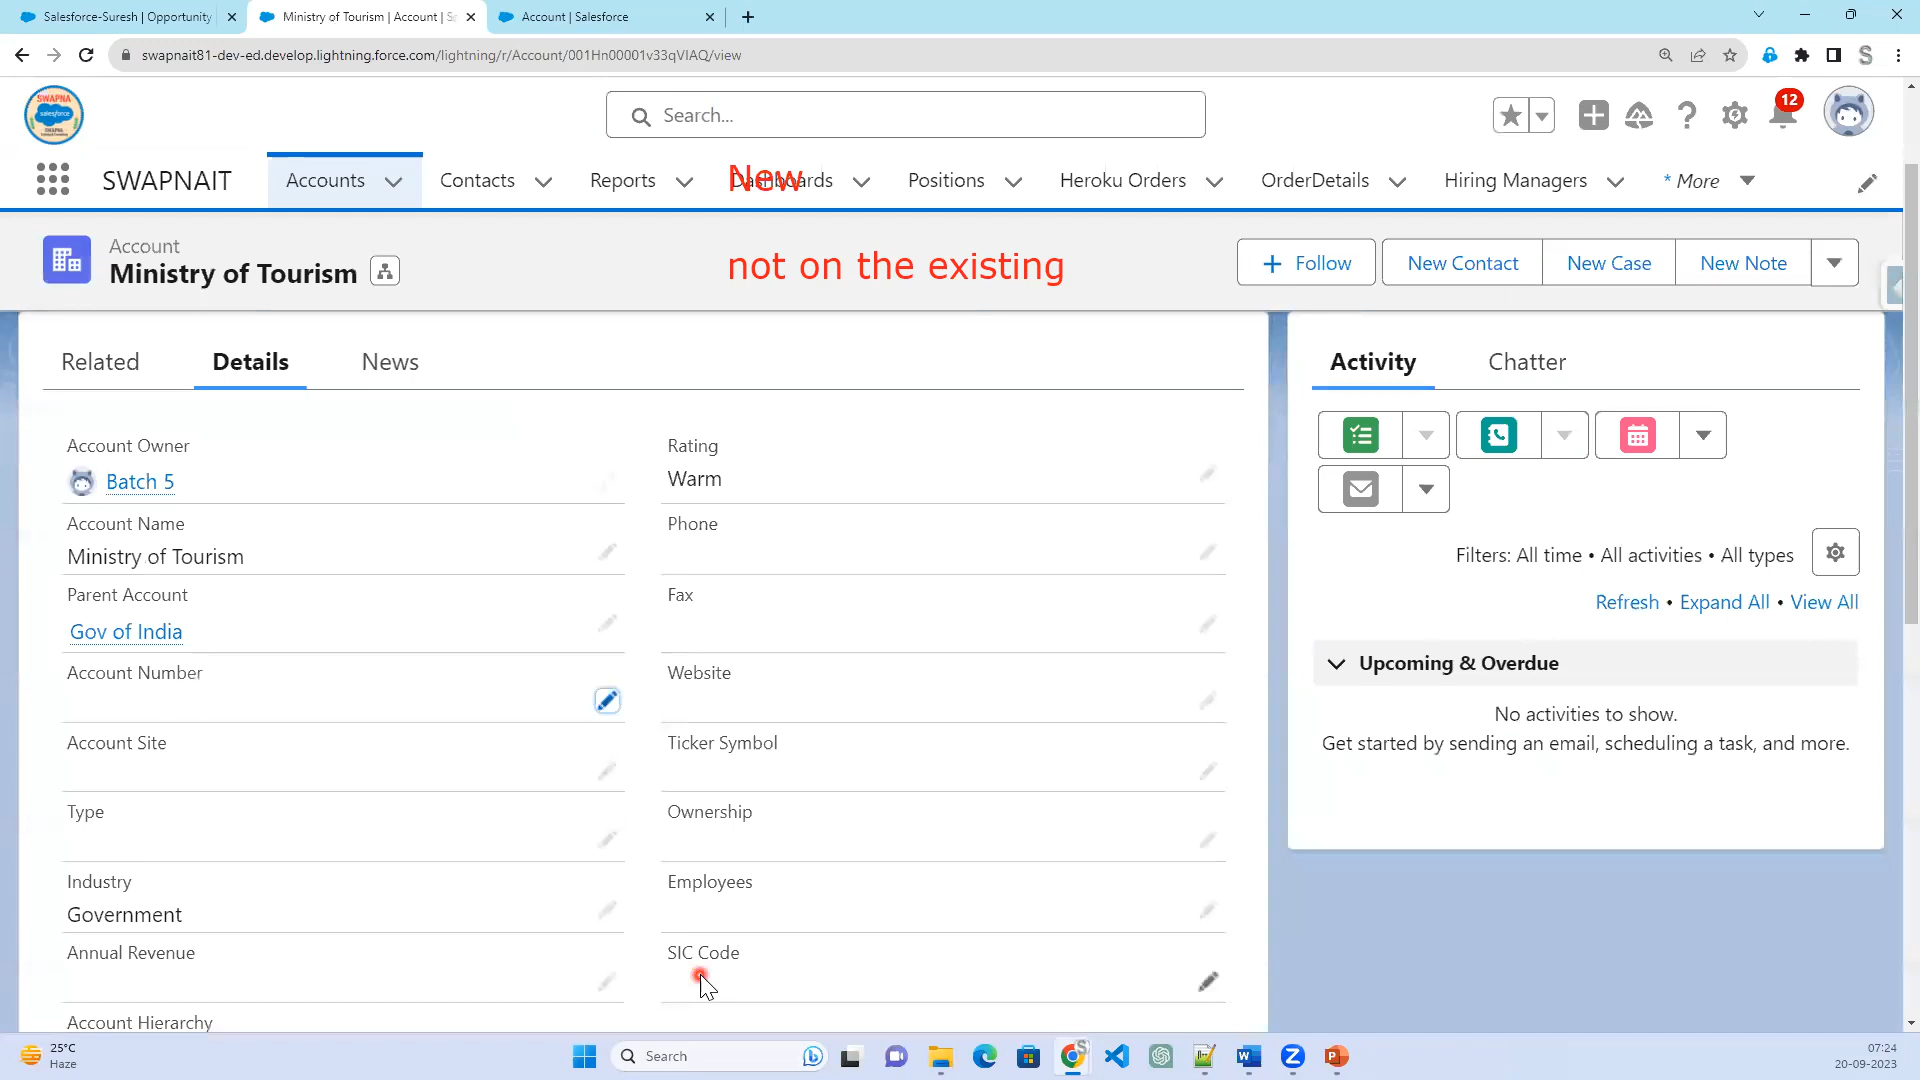 Salesforce-Suresh | Opportunity
Ministry of Tourism | Account | S
Account | Salesforce
swapnait81-dev-ed.develop.lightning.force.com/lightning/r/Account/001Hn00001v33qVIAQ/view
SWAPNA
salesforce
Search...
12
SWAPNAIT
Accounts
Contacts
Reports
Dashboards
Positions
Heroku Orders
OrderDetails
Hiring Managers
* More
New
Account
Ministry of Tourism
not on the existing
Follow
New Contact
New Case
New Note
Related
Details
News
Account Owner
Batch 5
Rating
Warm
Account Name
Ministry of Tourism
Phone
Parent Account
Gov of India
Fax
Account Number
Website
Account Site
Ticker Symbol
Type
Ownership
Industry
Government
Employees
Annual Revenue
SIC Code
Account Hierarchy
Activity
Chatter
Filters: All time • All activities • All types
Refresh • Expand All • View All
Upcoming & Overdue
No activities to show.
Get started by sending an email, scheduling a task, and more.
25°C
Haze
Search
07:24
20-09-2023